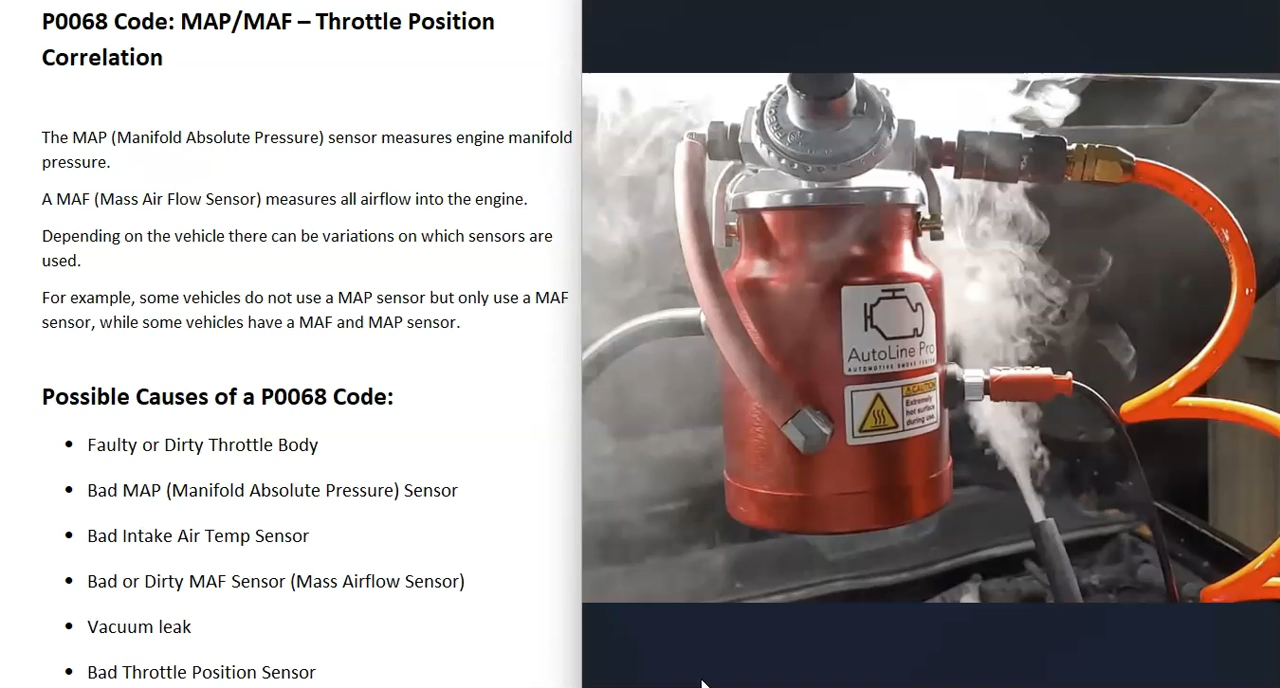 P0068 Code: MAP/MAF – Throttle Position
Correlation
The MAP (Manifold Absolute Pressure) sensor measures engine manifold
pressure.
A MAF (Mass Air Flow Sensor) measures all airflow into the engine.
Depending on the vehicle there can be variations on which sensors are
used.
For example, some vehicles do not use a MAP sensor but only use a MAF
sensor, while some vehicles have a MAF and MAP sensor.
Possible Causes of a P0068 Code:
• Faulty or Dirty Throttle Body
• Bad MAP (Manifold Absolute Pressure) Sensor
• Bad Intake Air Temp Sensor
• Bad or Dirty MAF Sensor (Mass Airflow Sensor)
• Vacuum leak
• Bad Throttle Position Sensor
AutoLine Pro
AUTOMOTIVE SMOKE TESTER
CAUTION
Extremely
hot surface
during use.